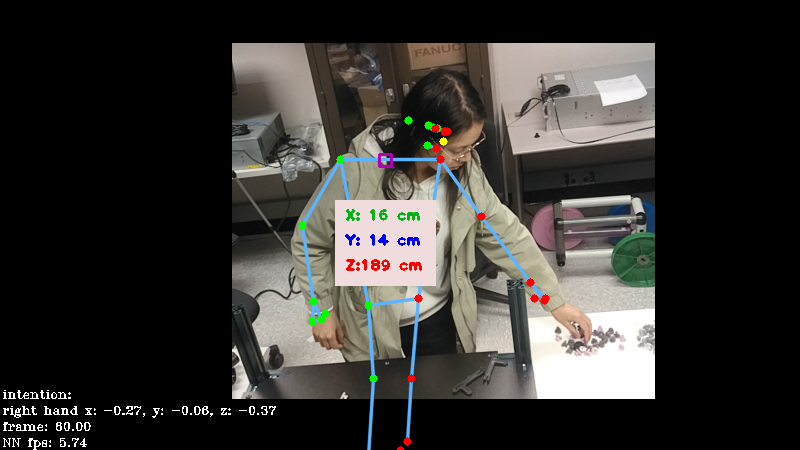 FANUC
X: 16 cm
Y: 14 cm
Z:189 cm
intention:
right hand x: -0.27, y: -0.06, z: -0.37
frame: 60.00
NN fps: 5.74